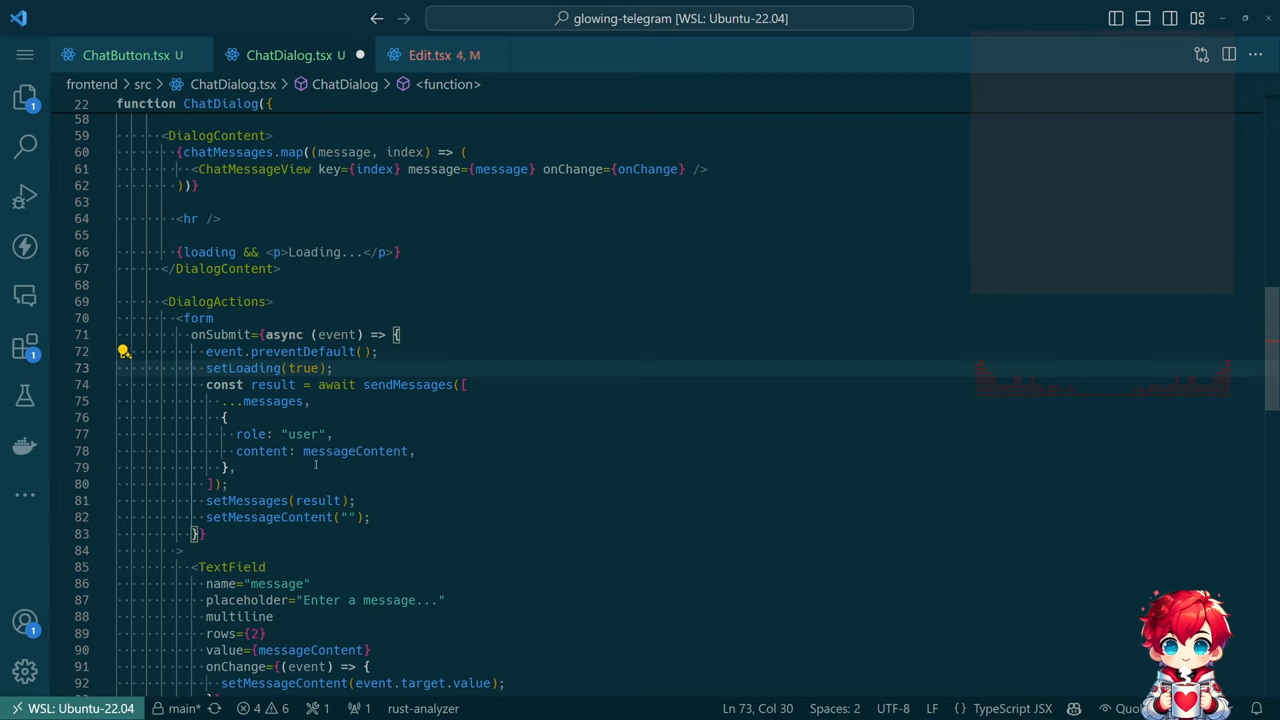 glowing-telegram [WSL: Ubuntu-22.04]
ChatButton.tsx U
ChatDialog.tsx U
Edit.tsx 4, M
frontend > src > ChatDialog.tsx > ChatDialog > <function>
22 function ChatDialog({
58
59 <DialogContent>
60 {chatMessages.map((message, index) => (
61 <ChatMessageView key={index} message={message} onChange={onChange} />
62 ))}
63
64 <hr />
65
66 {loading && <p>Loading...</p>}
67 </DialogContent>
68
69 <DialogActions>
70 <form
71 onSubmit={async (event) => {
72 event.preventDefault();
73 setLoading(true);
74 const result = await sendMessages([
75 ...messages,
76 {
77 role: "user",
78 content: messageContent,
79 },
80 ]);
81 setMessages(result);
82 setMessageContent("");
83 }}
84 >
85 <TextField
86 name="message"
87 placeholder="Enter a message..."
88 multiline
89 rows={2}
90 value={messageContent}
91 onChange={(event) => {
92 setMessageContent(event.target.value);
1
1
1
WSL: Ubuntu-22.04 main* 4 6 1 1 rust-analyzer Ln 73, Col 30 Spaces: 2 UTF-8 LF {} TypeScript JSX Quo